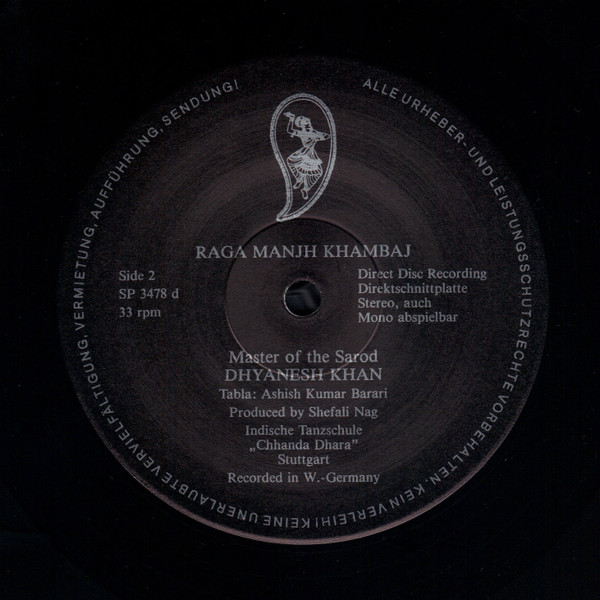 ALLE URHEBER- UND LEISTUNGSSCHUTZRECHTE VORBEHALTEN. KEIN VERLEIH! KEINE UNERLAUBTE VERVIELFÄLTIGUNG, VERMIETUNG, AUFFÜHRUNG, SENDUNG!
RAGA MANJH KHAMBAJ
Side 2
SP 3478 d
33 rpm
Direct Disc Recording
Direktschnittplatte
Stereo, auch
Mono abspielbar
Master of the Sarod
DHYANESH KHAN
Tabla: Ashish Kumar Barari
Produced by Shefali Nag
Indische Tanzschule
„Chhanda Dhara”
Stuttgart
Recorded in W.-Germany